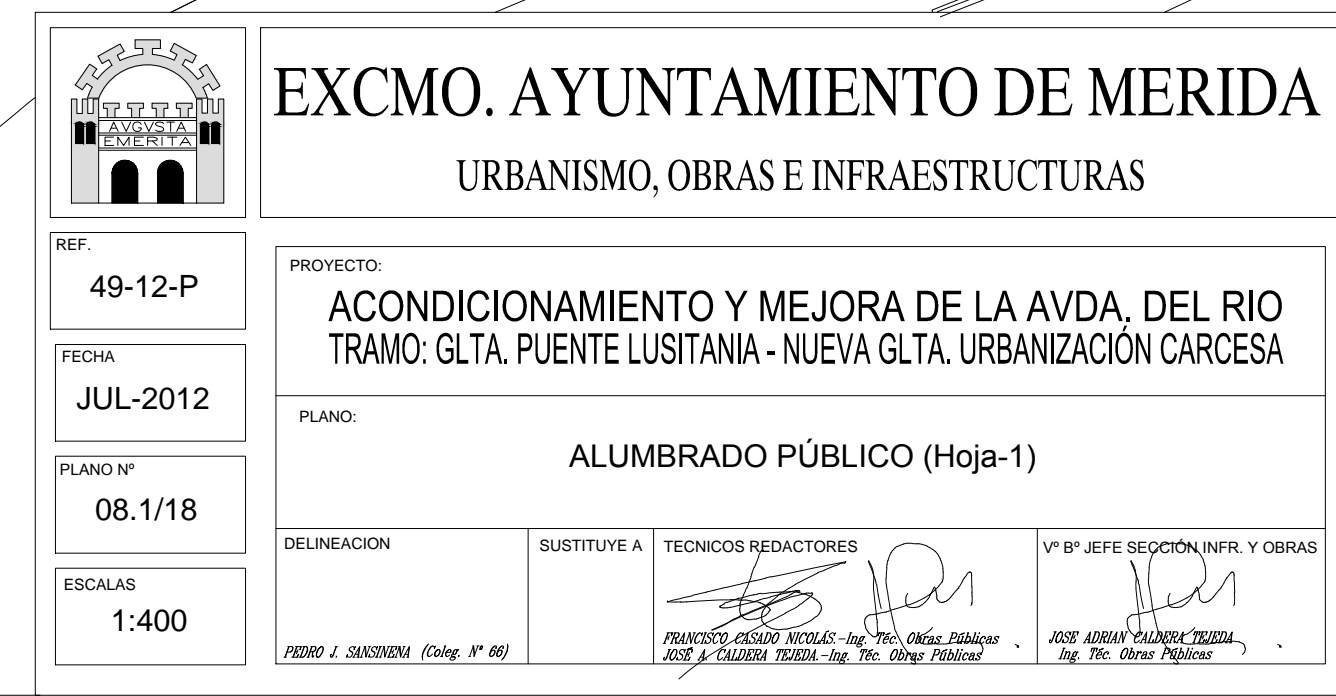 AVGVSTA
EMERITA
EXCMO. AYUNTAMIENTO DE MERIDA
URBANISMO, OBRAS E INFRAESTRUCTURAS
REF.
49-12-P
FECHA
JUL-2012
PLANO Nº
08.1/18
ESCALAS
1:400
PROYECTO:
ACONDICIONAMIENTO Y MEJORA DE LA AVDA. DEL RIO
TRAMO: GLTA. PUENTE LUSITANIA - NUEVA GLTA. URBANIZACIÓN CARCESA
PLANO:
ALUMBRADO PÚBLICO (Hoja-1)
DELINEACION
PEDRO J. SANSINENA (Coleg. Nº 66)
SUSTITUYE A
TECNICOS REDACTORES
FRANCISCO CASADO NICOLÁS.-Ing. Téc. Obras Públicas
JOSÉ A. CALDERA TEJEDA.-Ing. Téc. Obras Públicas
Vº Bº JEFE SECCIÓN INFR. Y OBRAS
JOSE ADRIAN CALDERA TEJEDA
Ing. Téc. Obras Públicas